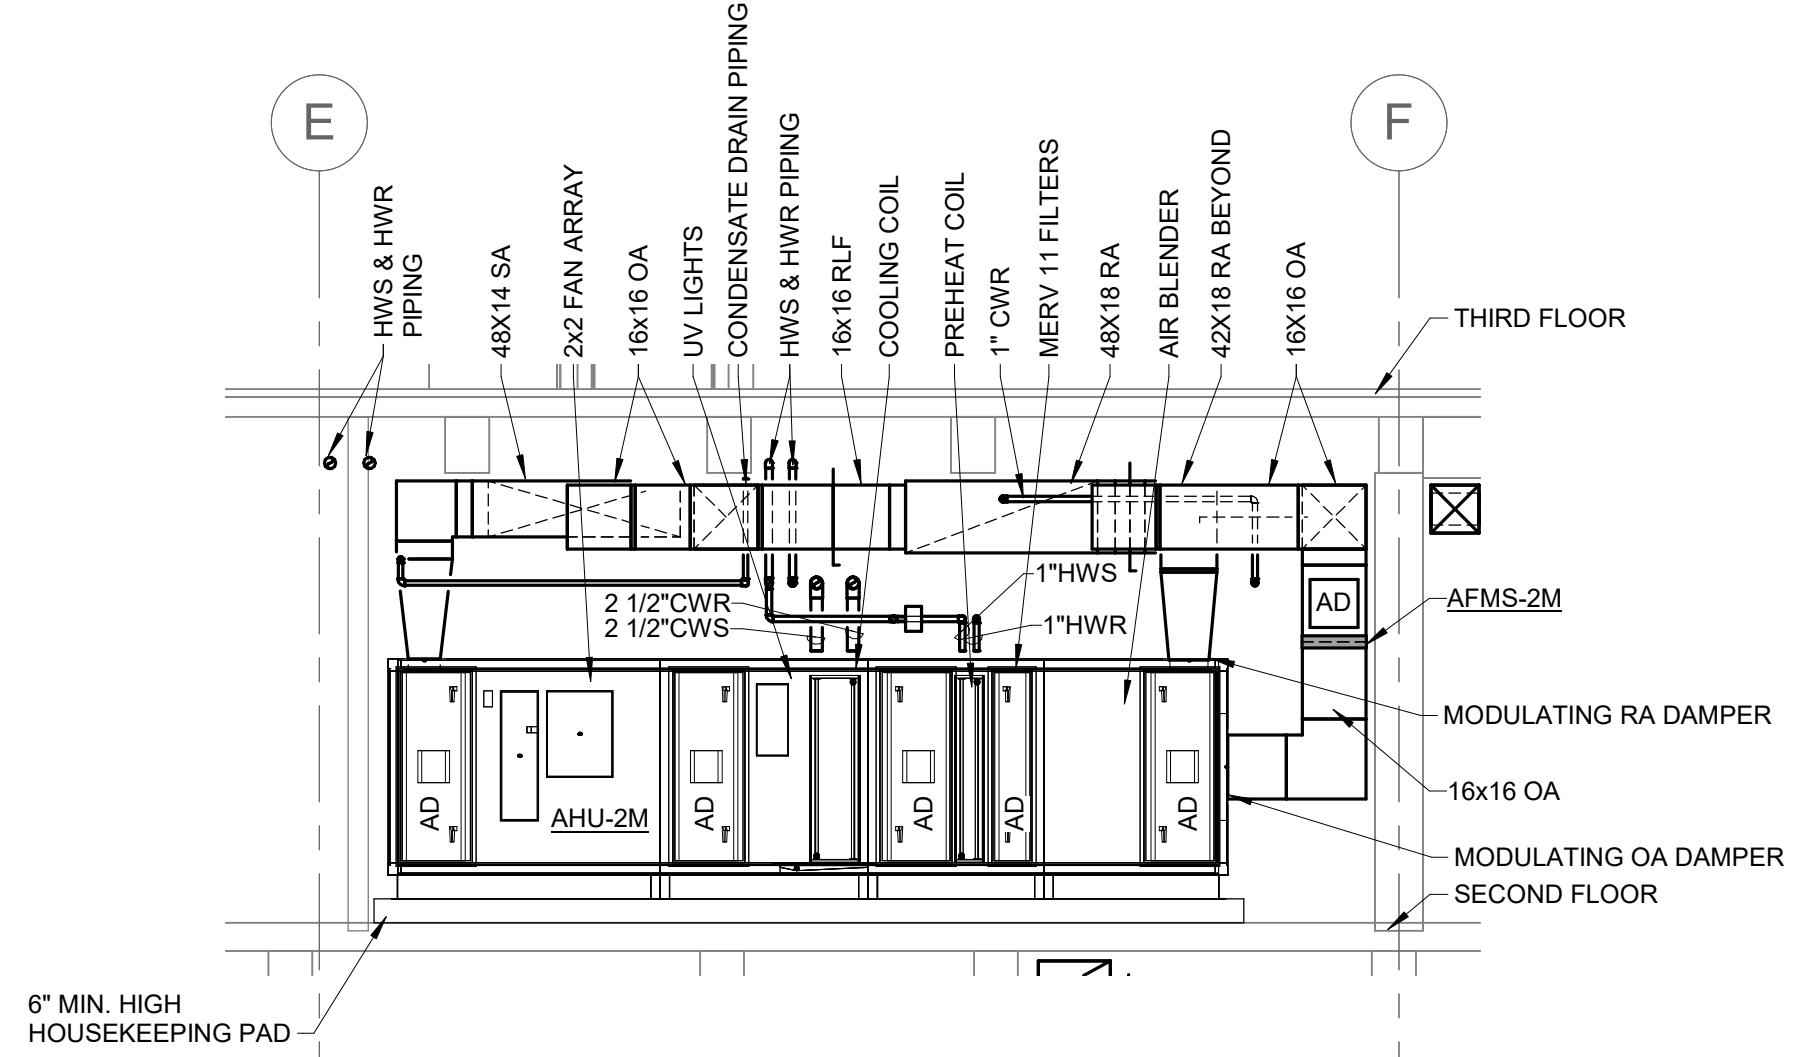 E
F
HWS & HWR
PIPING
48X14 SA
2x2 FAN ARRAY
16x16 OA
UV LIGHTS
CONDENSATE DRAIN PIPING
HWS & HWR PIPING
16x16 RLF
COOLING COIL
PREHEAT COIL
1" CWR
MERV 11 FILTERS
48X18 RA
AIR BLENDER
42X18 RA BEYOND
16X16 OA
THIRD FLOOR
1"HWS
2 1/2"CWR
2 1/2"CWS
1"HWR
AD
AFMS-2M
MODULATING RA DAMPER
16x16 OA
AD
AHU-2M
AD
AD
AD
AD
MODULATING OA DAMPER
SECOND FLOOR
6" MIN. HIGH
HOUSEKEEPING PAD